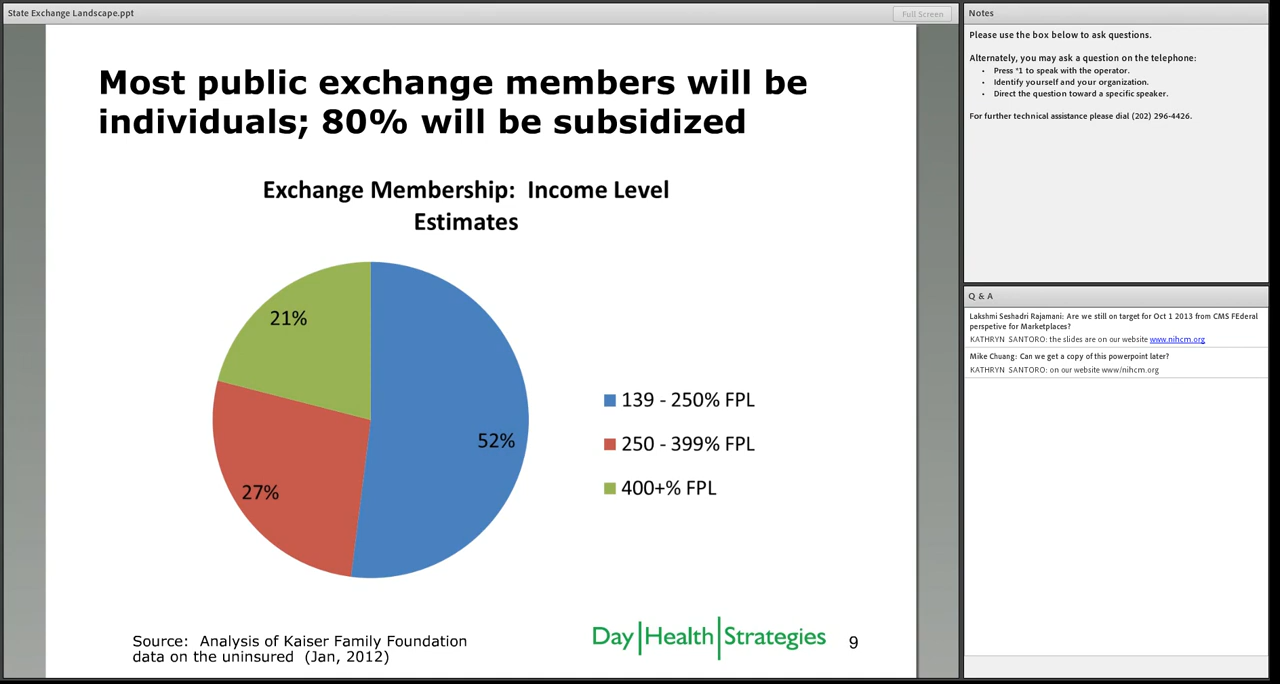 State Exchange Landscape.ppt
Full Screen
Most public exchange members will be
individuals; 80% will be subsidized
Exchange Membership:  Income Level
Estimates
21%
52%
27%
139 - 250% FPL
250 - 399% FPL
400+% FPL
Source:  Analysis of Kaiser Family Foundation
data on the uninsured  (Jan, 2012)
Day Health Strategies
9
Notes
Please use the box below to ask questions.
Alternately, you may ask a question on the telephone:
• Press *1 to speak with the operator.
• Identify yourself and your organization.
• Direct the question toward a specific speaker.
For further technical assistance please dial (202) 296-4426.
Q & A
Lakshmi Seshadri Rajamani: Are we still on target for Oct 1 2013 from CMS FEderal
perspetive for Marketplaces?
KATHRYN  SANTORO: the slides are on our website www.nihcm.org
Mike Chuang: Can we get a copy of this powerpoint later?
KATHRYN  SANTORO: on our website www/nihcm.org